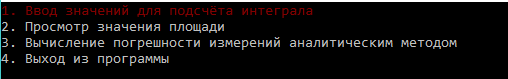 1. Ввод значений для подсчёта интеграла
2. Просмотр значения площади
3. Вычисление погрешности измерений аналитическим методом
4. Выход из программы